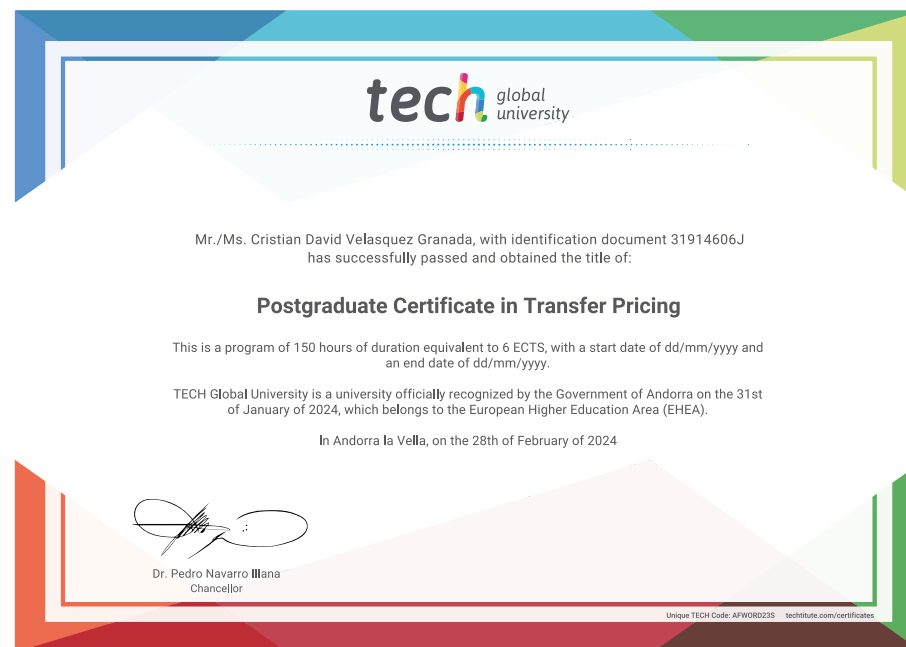 tech global university
Mr./Ms. Cristian David Velasquez Granada, with identification document 31914606J
has successfully passed and obtained the title of:
Postgraduate Certificate in Transfer Pricing
This is a program of 150 hours of duration equivalent to 6 ECTS, with a start date of dd/mm/yyyy and
an end date of dd/mm/yyyy.
TECH Global University is a university officially recognized by the Government of Andorra on the 31st
of January of 2024, which belongs to the European Higher Education Area (EHEA).
In Andorra la Vella, on the 28th of February of 2024
Dr. Pedro Navarro Illana
Chancellor
Unique TECH Code: AFWORD23S techtitute.com/certificates